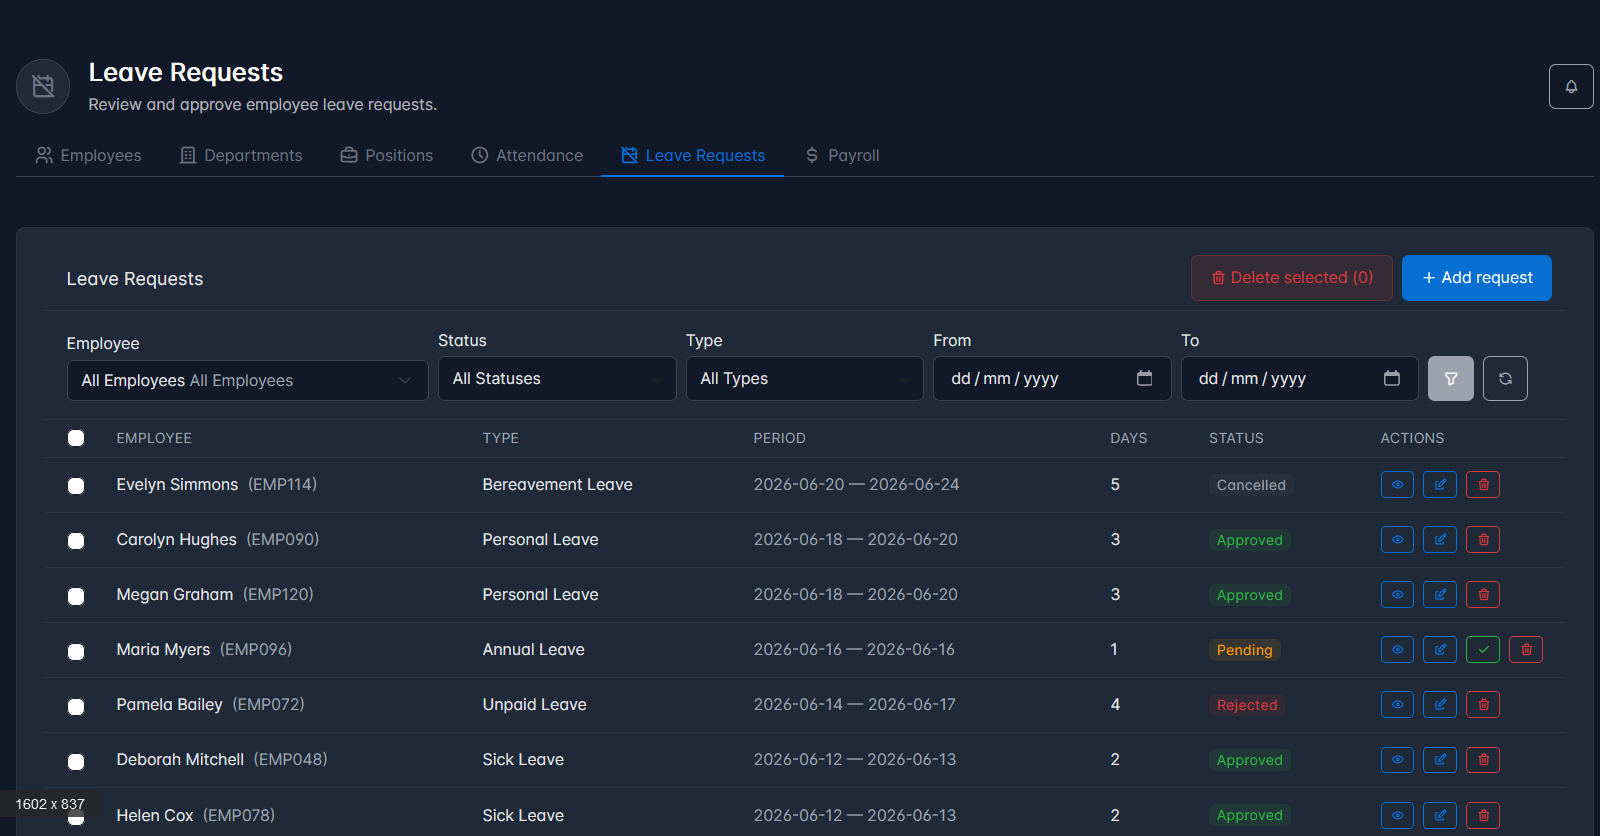 Leave Requests
Review and approve employee leave requests.
Employees Departments Positions Attendance Leave Requests Payroll
Leave Requests Delete selected (0) + Add request
Employee Status Type From To
All Employees All Employees All Statuses All Types dd/mm/yyyy dd/mm/yyyy
EMPLOYEE TYPE PERIOD DAYS STATUS ACTIONS
Evelyn Simmons (EMP114) Bereavement Leave 2026-06-20 — 2026-06-24 5 Cancelled
Carolyn Hughes (EMP090) Personal Leave 2026-06-18 — 2026-06-20 3 Approved
Megan Graham (EMP120) Personal Leave 2026-06-18 — 2026-06-20 3 Approved
Maria Myers (EMP096) Annual Leave 2026-06-16 — 2026-06-16 1 Pending
Pamela Bailey (EMP072) Unpaid Leave 2026-06-14 — 2026-06-17 4 Rejected
Deborah Mitchell (EMP048) Sick Leave 2026-06-12 — 2026-06-13 2 Approved
1602 x 837
Helen Cox (EMP078) Sick Leave 2026-06-12 — 2026-06-13 2 Approved